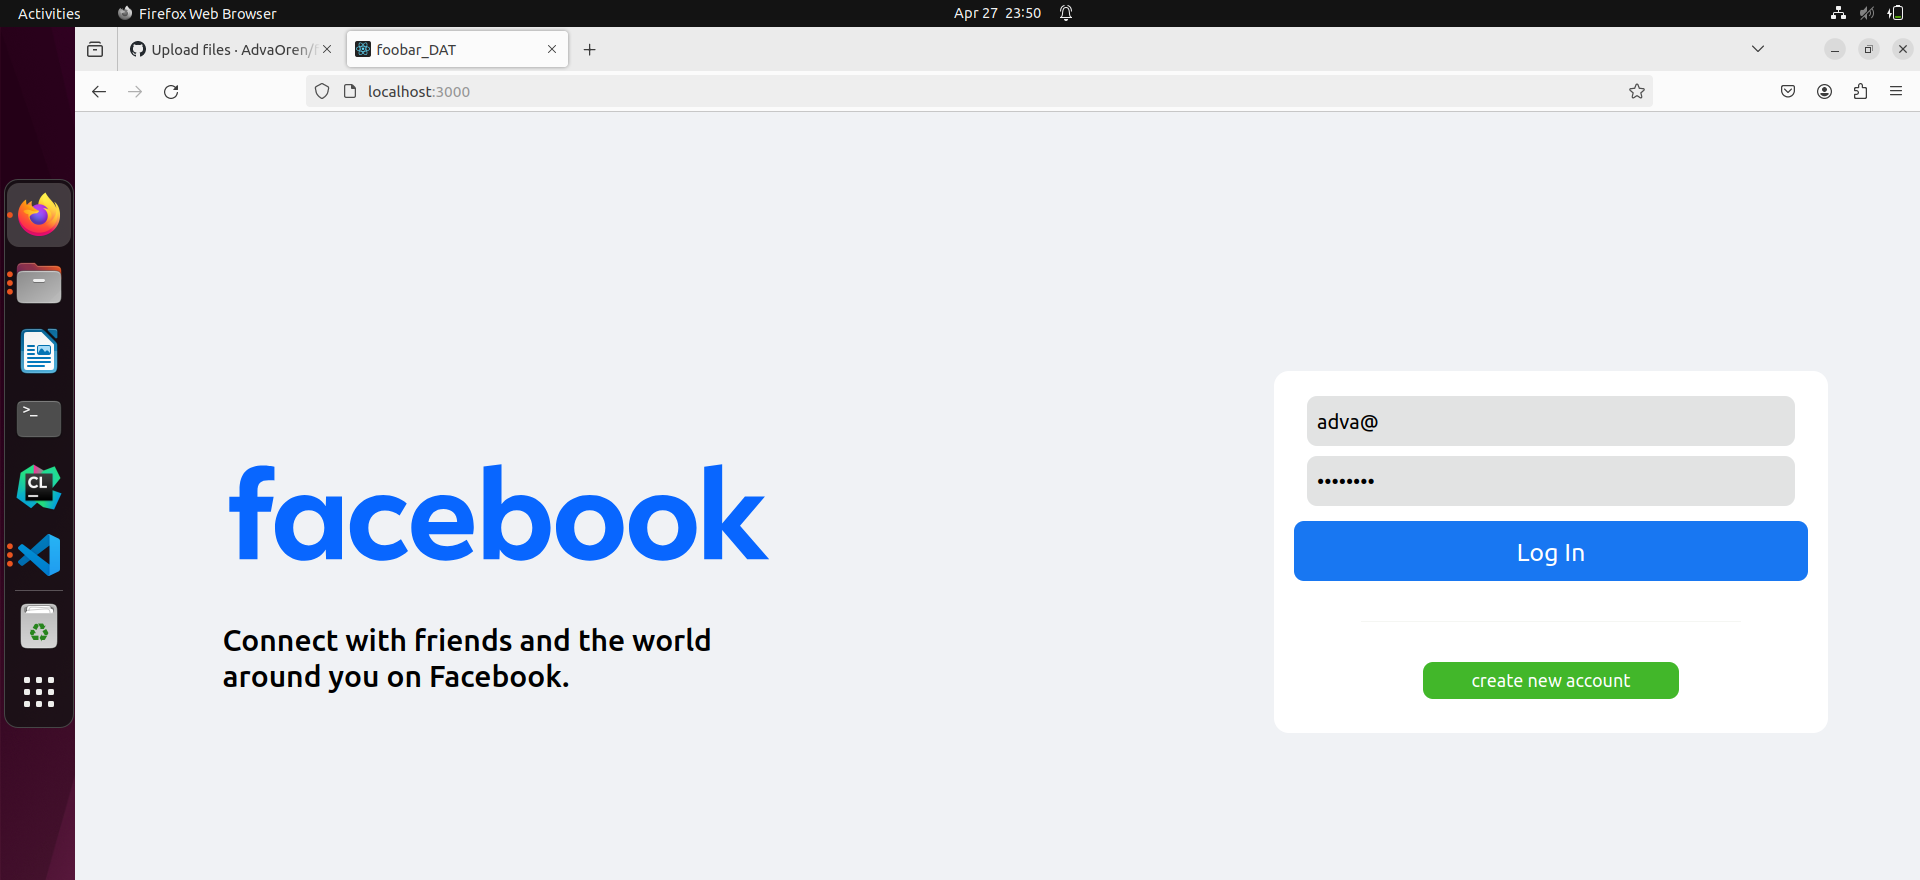 Activities
Firefox Web Browser
Apr 27 23:50
Upload files · AdvaOren/
foobar_DAT
localhost:3000
>_
CL
facebook
Connect with friends and the world
around you on Facebook.
adva@
••••••••
Log In
create new account